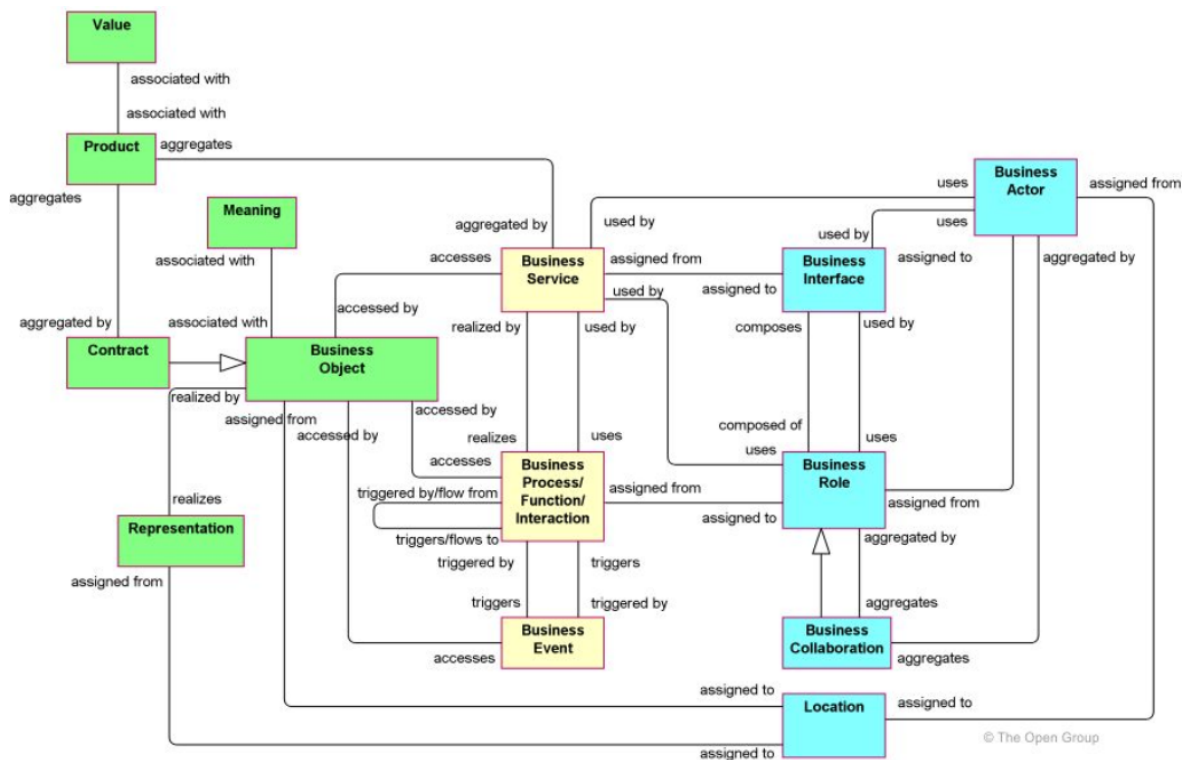 Value
associated with
associated with
Product
aggregates
aggregates
Business
Actor
uses
assigned from
Meaning
uses
aggregated by
used by
used by
associated with
accesses
Business
Service
assigned from
Business
Interface
assigned to
aggregated by
used by
assigned to
accessed by
aggregated by
associated with
realized by
used by
composes
used by
Contract
Business
Object
realized by
accessed by
assigned from
accessed by
composed of
realizes
uses
uses
uses
accesses
Business
Process/
Function/
Interaction
Business
Role
triggered by/flow from
assigned from
assigned from
realizes
assigned to
Representation
triggers/flows to
aggregated by
triggered by
triggers
assigned from
triggers
triggered by
aggregates
Business
Event
Business
Collaboration
accesses
aggregates
assigned to
Location
assigned to
assigned to
© The Open Group